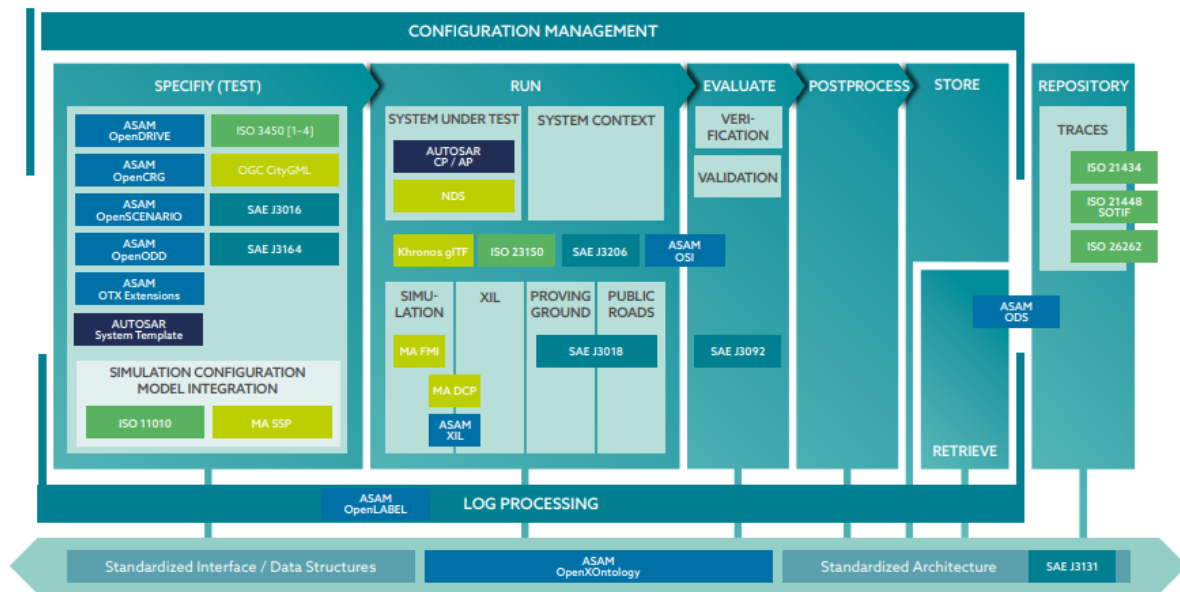 CONFIGURATION MANAGEMENT
SPECIFIY (TEST)
RUN
EVALUATE
POSTPROCESS
STORE
REPOSITORY
ASAM
OpenDRIVE
ISO 3450 [1-4]
ASAM
OpenCRG
OGC CityGML
ASAM
OpenSCENARIO
SAE J3016
ASAM
OpenODD
SAE J3164
ASAM
OTX Extensions
AUTOSAR
System Template
SIMULATION CONFIGURATION
MODEL INTEGRATION
ISO 11010
MA SSP
SYSTEM UNDER TEST
AUTOSAR
CP / AP
NDS
SYSTEM CONTEXT
Khronos glTF
ISO 23150
SAE J3206
ASAM
OSI
SIMU-
LATION
XIL
PROVING
GROUND
PUBLIC
ROADS
MA FMI
SAE J3018
MA DCP
ASAM
XIL
VERI-
FICATION
VALIDATION
SAE J3092
RETRIEVE
TRACES
ISO 21434
ISO 21448
SOTIF
ISO 26262
ASAM
ODS
ASAM
OpenLABEL
LOG PROCESSING
Standardized Interface / Data Structures
ASAM
OpenXOntology
Standardized Architecture
SAE J3131